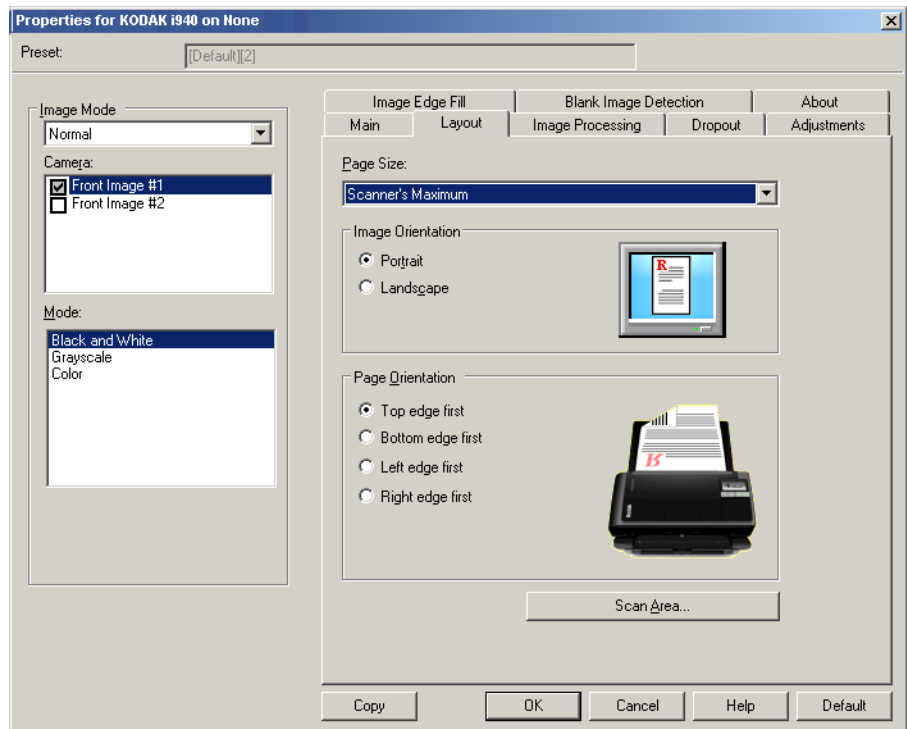 Properties for KODAK i940 on None
Preset:
[Default][2]
Image Mode
Normal
Camera:
Front Image #1
Front Image #2
Mode:
Black and White
Grayscale
Color
Image Edge Fill
Blank Image Detection
About
Main
Layout
Image Processing
Dropout
Adjustments
Page Size:
Scanner's Maximum
Image Orientation
Portrait
Landscape
R
Page Orientation
Top edge first
Bottom edge first
Left edge first
Right edge first
R
Kodak
Scan Area...
Copy
OK
Cancel
Help
Default